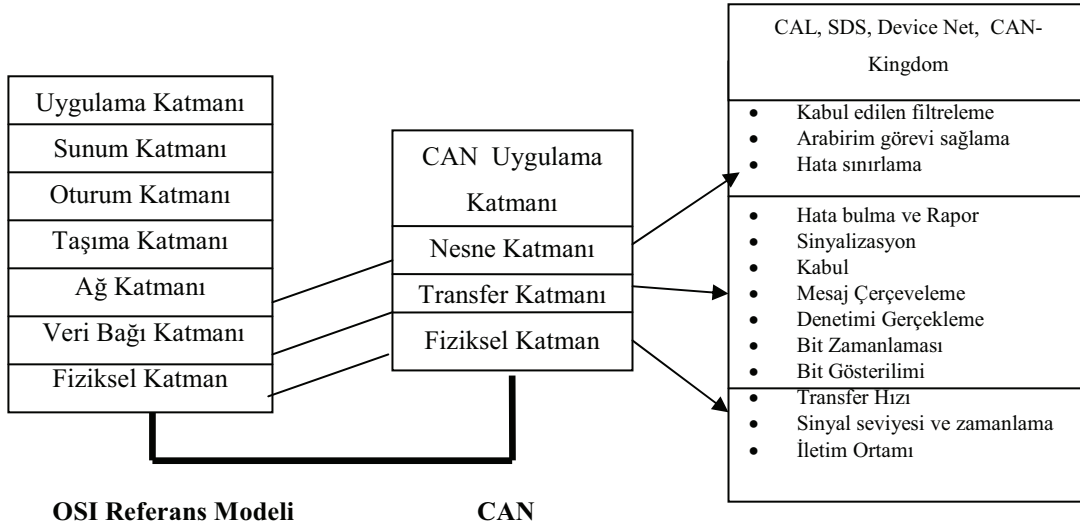 Uygulama Katmanı
Sunum Katmanı
Oturum Katmanı
Taşıma Katmanı
Ağ Katmanı
Veri Bağı Katmanı
Fiziksel Katman
OSI Referans Modeli
CAN Uygulama
Katmanı
Nesne Katmanı
Transfer Katmanı
Fiziksel Katman
CAN
CAL, SDS, Device Net, CAN-
Kingdom
• Kabul edilen filtreleme
• Arabirim görevi sağlama
• Hata sınırlama
• Hata bulma ve Rapor
• Sinyalizasyon
• Kabul
• Mesaj Çerçeveleme
• Denetimi Gerçekleme
• Bit Zamanlaması
• Bit Gösterilimi
• Transfer Hızı
• Sinyal seviyesi ve zamanlama
• İletim Ortamı